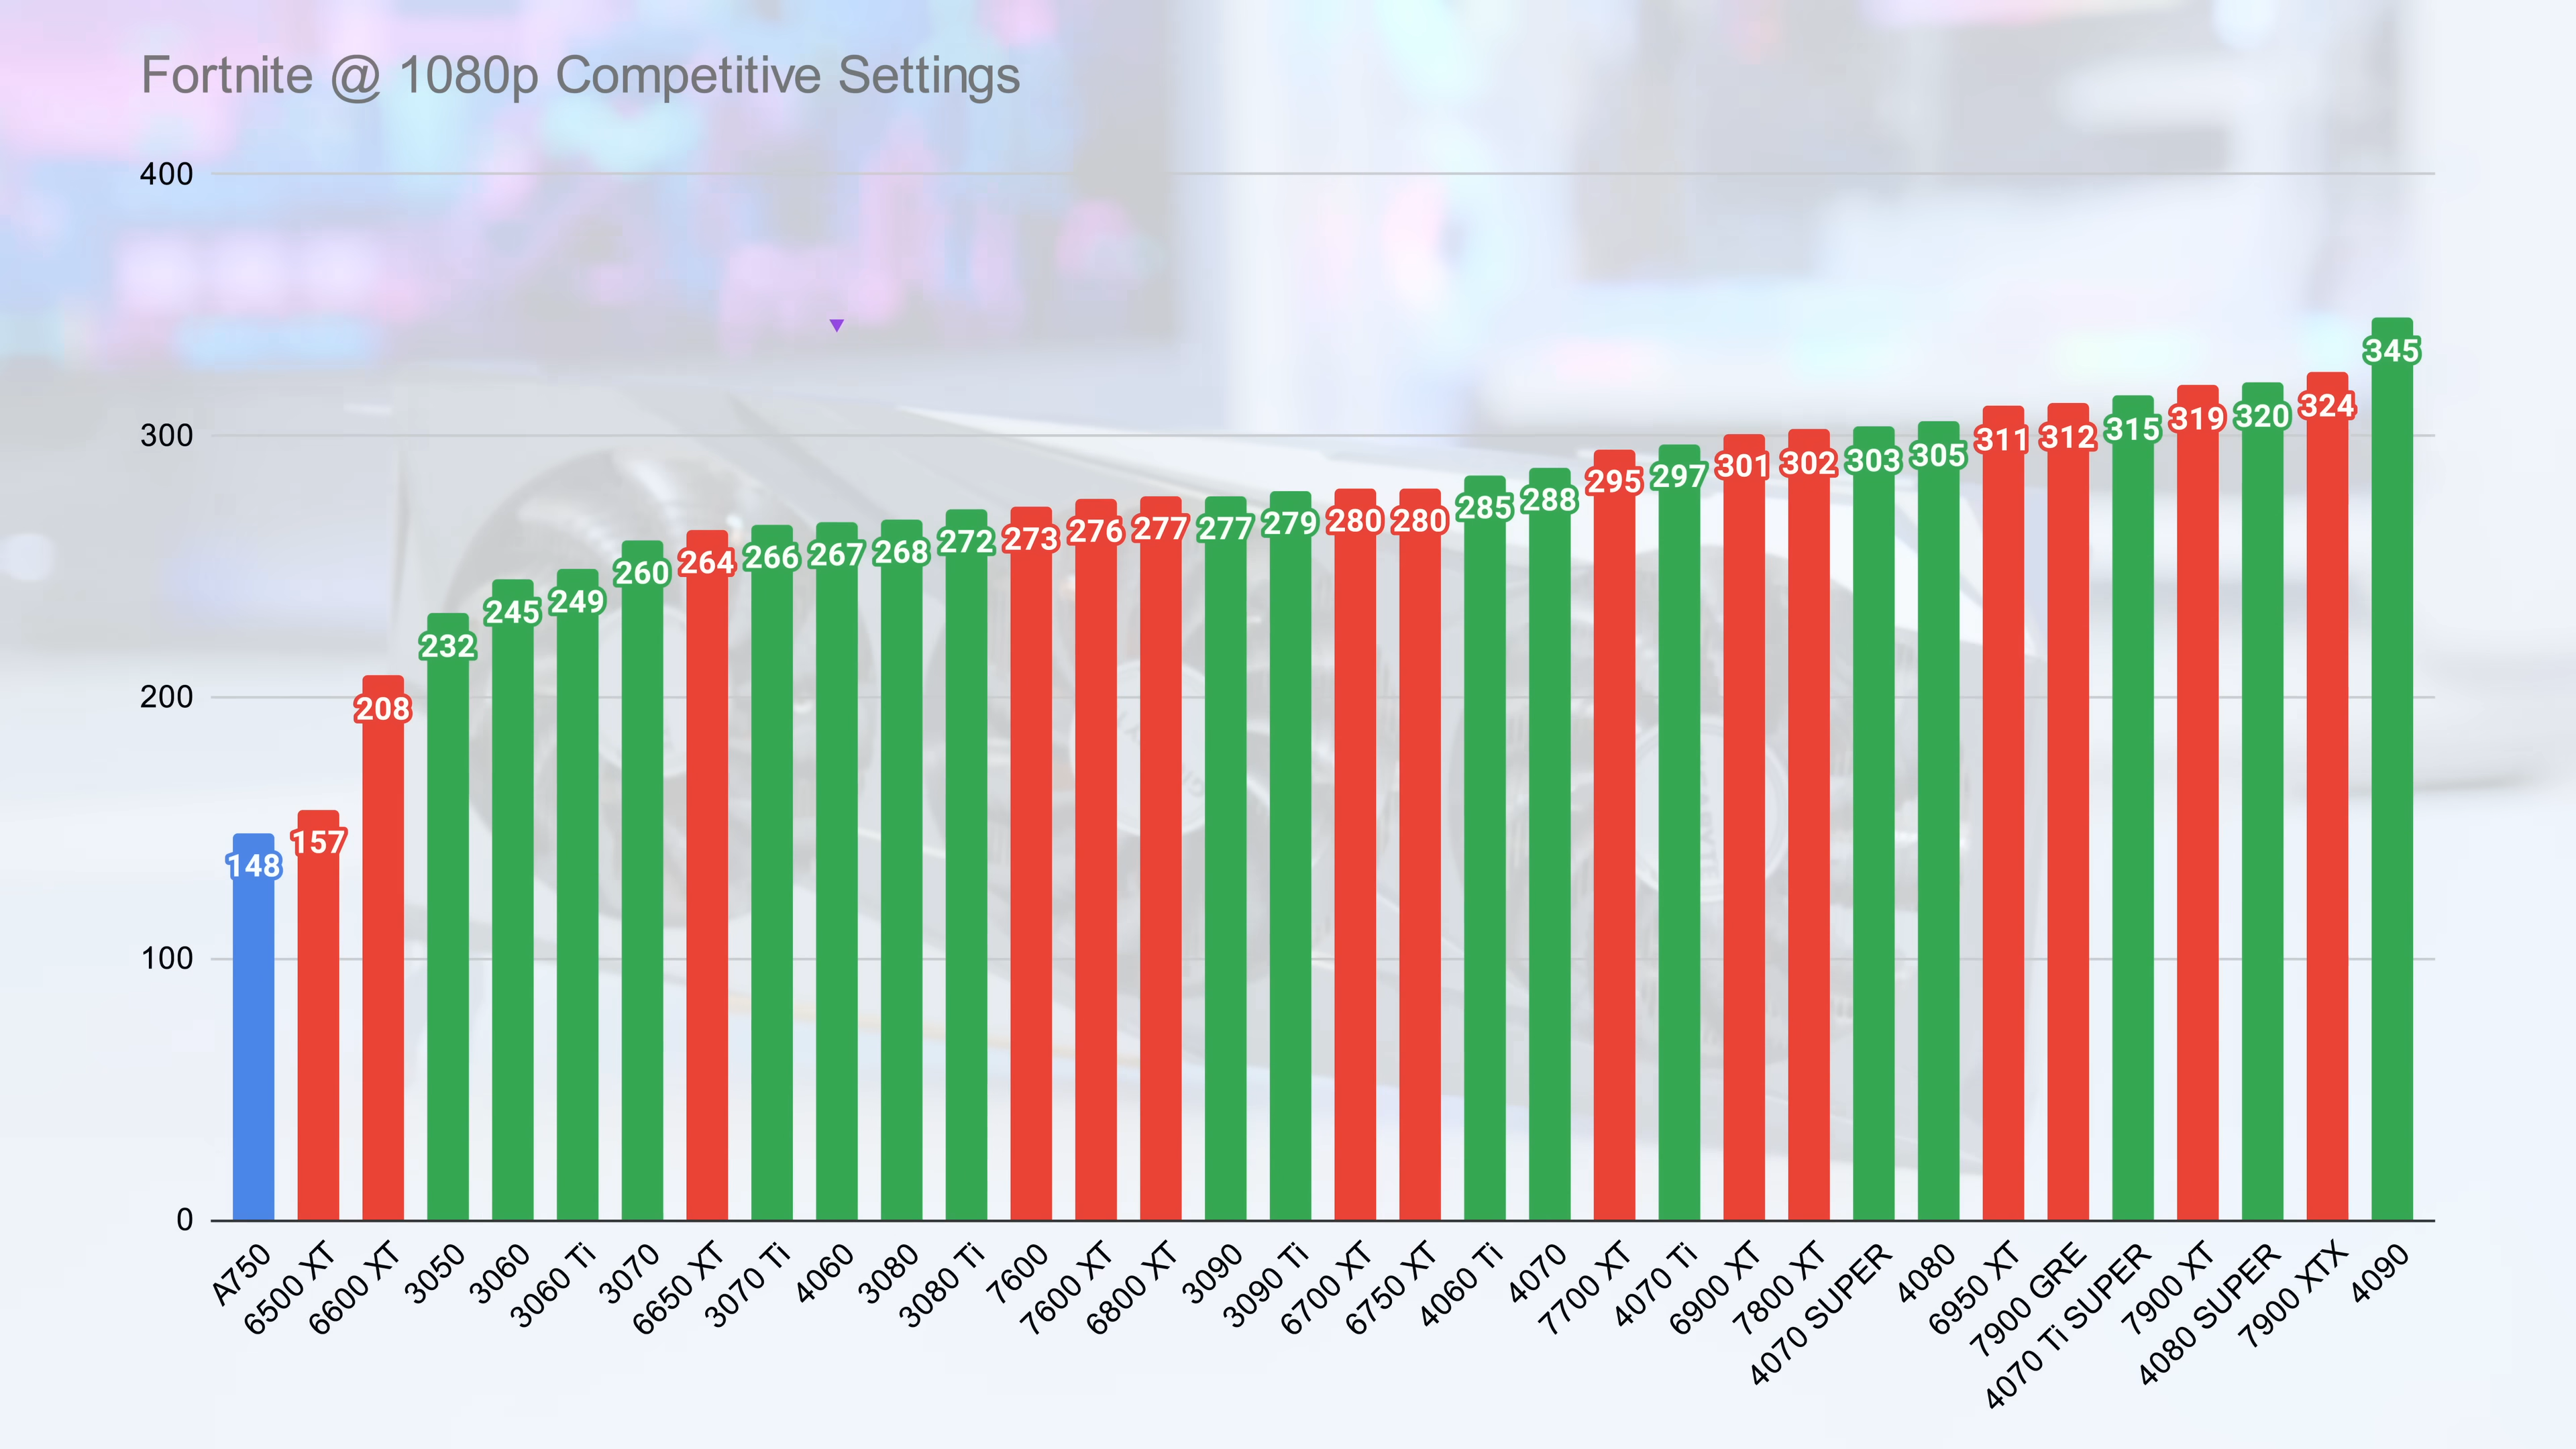 Fortnite @ 1080p Competitive Settings
400
300
200
100
0
148
157
208
232
245
249
260
264
266
267
268
272
273
276
277
277
279
280
280
285
288
295
297
301
302
303
305
311
312
315
319
320
324
345
A750
6500 XT
6600 XT
3050
3060
3060 Ti
3070
6650 XT
3070 Ti
4060
3080
3080 Ti
7600
7600 XT
6800 XT
3090
3090 Ti
6700 XT
6750 XT
4060 Ti
4070
7700 XT
4070 Ti
6900 XT
7800 XT
4070 SUPER
4080
6950 XT
7900 GRE
4070 Ti SUPER
7900 XT
4080 SUPER
7900 XTX
4090